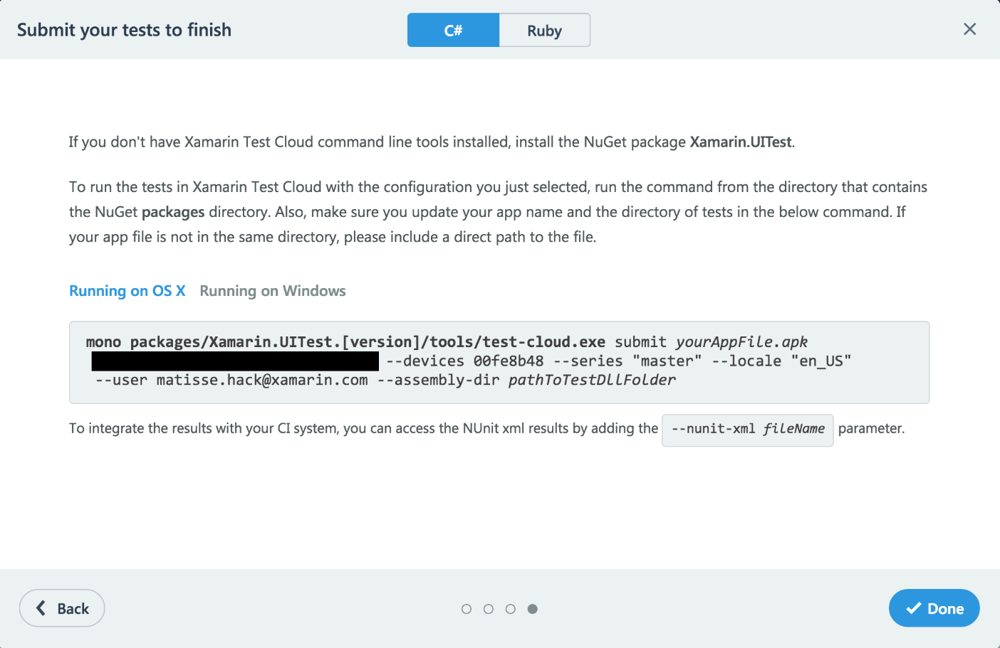 Submit your tests to finish
C#
Ruby
If you don't have Xamarin Test Cloud command line tools installed, install the NuGet package Xamarin.UITest.
To run the tests in Xamarin Test Cloud with the configuration you just selected, run the command from the directory that contains
the NuGet packages directory. Also, make sure you update your app name and the directory of tests in the below command. If
your app file is not in the same directory, please include a direct path to the file.
Running on OS X Running on Windows
mono packages/Xamarin.UITest.[version]/tools/test-cloud.exe submit yourAppFile.apk
--devices 00fe8b48 --series "master" --locale "en_US"
--user matisse.hack@xamarin.com --assembly-dir pathToTestDllFolder
To integrate the results with your CI system, you can access the NUnit xml results by adding the --nunit-xml fileName parameter.
Back
Done